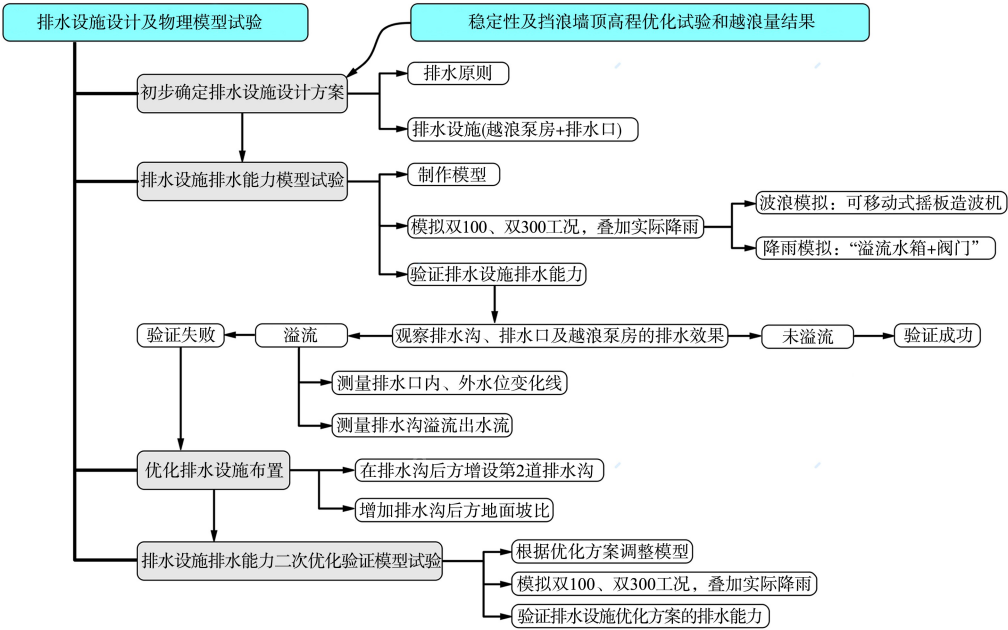 排水设施设计及物理模型试验
稳定性及挡浪墙顶高程优化试验和越浪量结果
初步确定排水设施设计方案
排水原则
排水设施(越浪泵房+排水口)
排水设施排水能力模型试验
制作模型
模拟双100、双300工况，叠加实际降雨
波浪模拟：可移动式摇板造波机
降雨模拟：“溢流水箱+阀门”
验证排水设施排水能力
验证失败
溢流
观察排水沟、排水口及越浪泵房的排水效果
未溢流
验证成功
测量排水口内、外水位变化线
测量排水沟溢流出水流
优化排水设施布置
在排水沟后方增设第2道排水沟
增加排水沟后方地面坡比
排水设施排水能力二次优化验证模型试验
根据优化方案调整模型
模拟双100、双300工况，叠加实际降雨
验证排水设施优化方案的排水能力